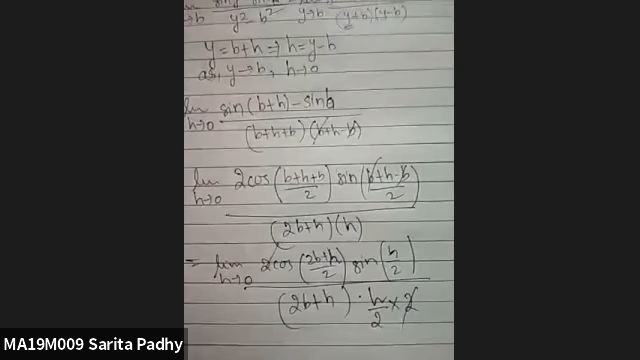 y²-b² y→b (y+b)(y-b)
y=b+h ⇒ h=y-b
as, y→b, h→0
lim h→0 sin(b+h)-sinb
(b+h+b)(b+h-b)
lim h→0 2cos((b+h+b)/2) sin((b+h-b)/2)
(2b+h)(h)
= lim h→0 2cos((2b+h)/2) sin(h/2)
(2b+h)·h/2×2
MA19M009 Sarita Padhy